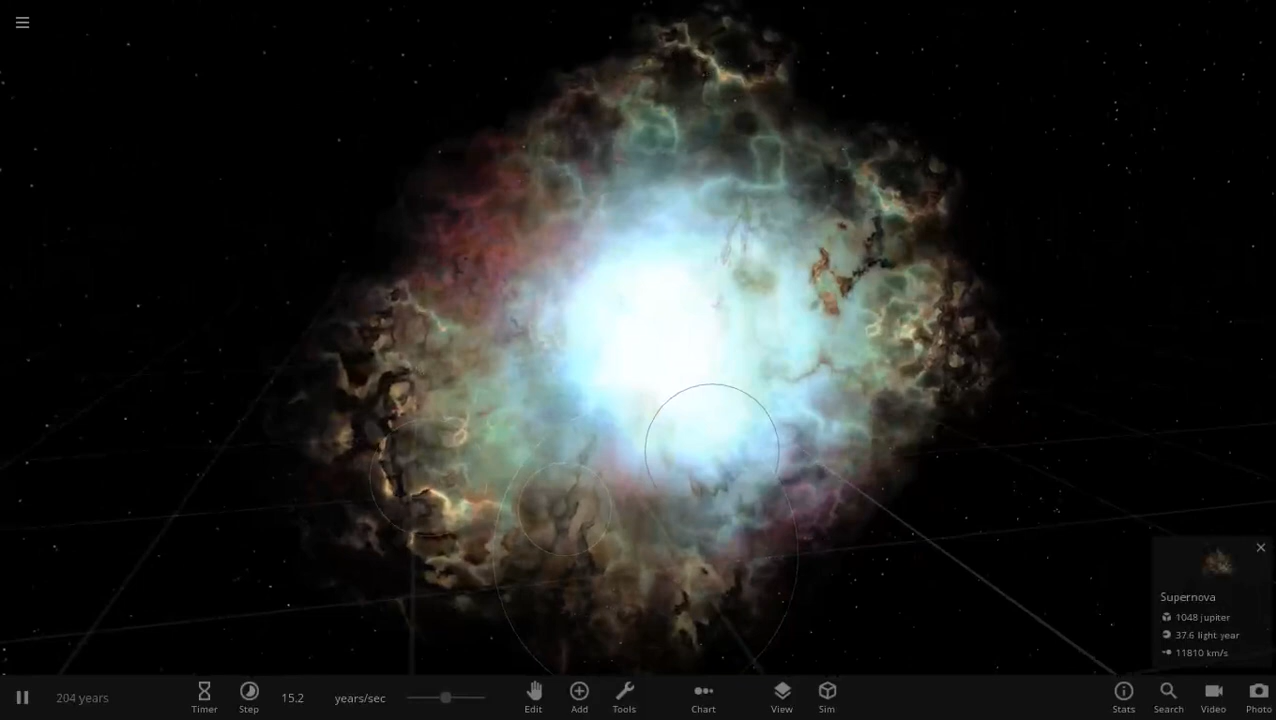 Supernova
1048 jupiter
37.6 light year
11810 km/s
204 years
Timer
Step
15.2
years/sec
Edit
Add
Tools
Chart
View
Sim
Stats
Search
Video
Photo